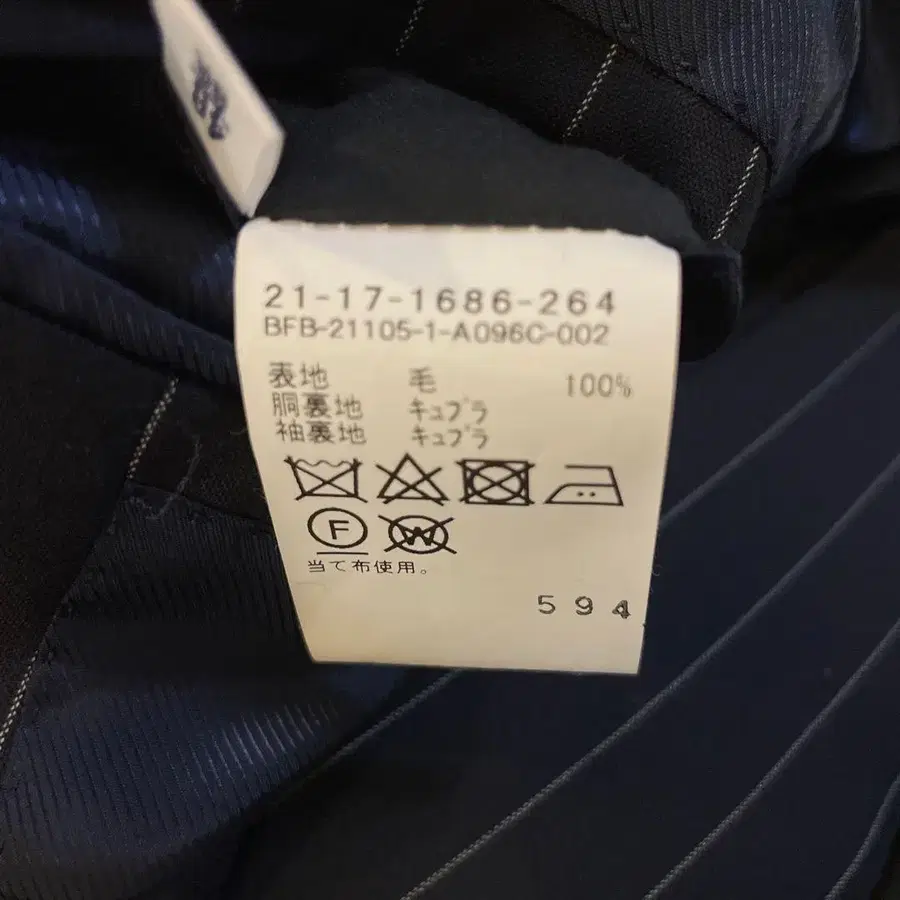 21-17-1686-264
BFB-21105-1-A096C-002
表地 毛 100%
胴裏地 キュプラ
袖裏地 キュプラ
F W
当て布使用。
594